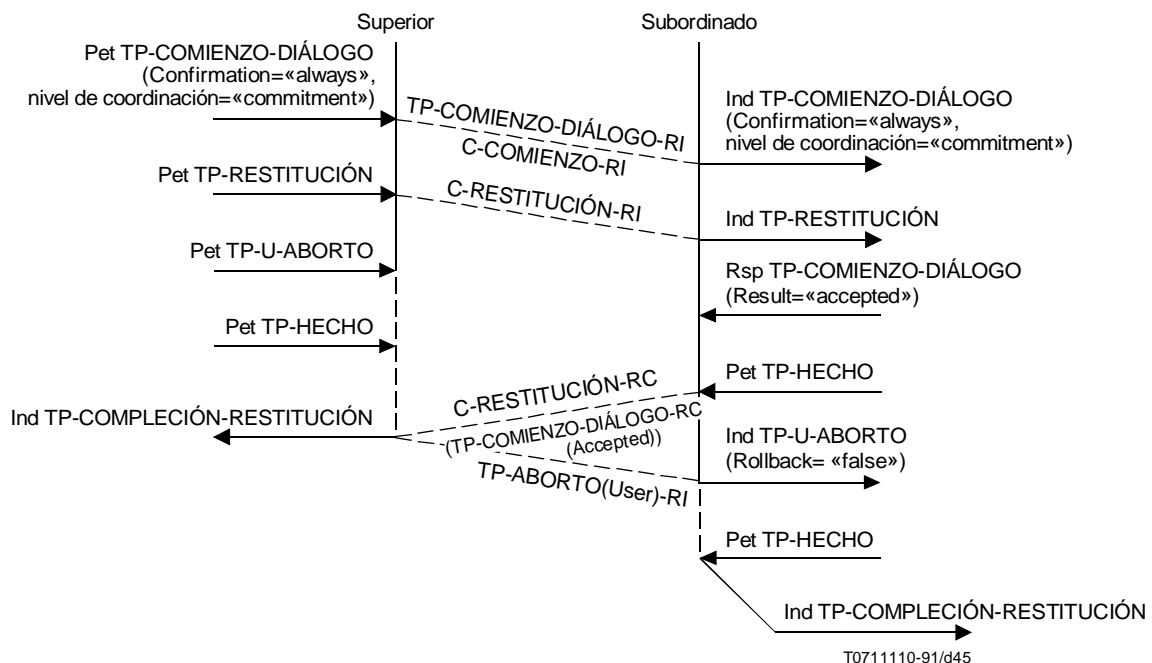 Superior
Subordinado
Pet TP-COMIENZO-DIÁLOGO
(Confirmation=«always»,
nivel de coordinación=«commitment»)
TP-COMIENZO-DIÁLOGO-RI
C-COMIENZO-RI
Ind TP-COMIENZO-DIÁLOGO
(Confirmation=«always»,
nivel de coordinación=«commitment»)
Pet TP-RESTITUCIÓN
C-RESTITUCIÓN-RI
Ind TP-RESTITUCIÓN
Pet TP-U-ABORTO
Rsp TP-COMIENZO-DIÁLOGO
(Result=«accepted»)
Pet TP-HECHO
Pet TP-HECHO
C-RESTITUCIÓN-RC
Ind TP-COMPLECIÓN-RESTITUCIÓN
(TP-COMIENZO-DIÁLOGO-RC
(Accepted))
Ind TP-U-ABORTO
(Rollback= «false»)
TP-ABORTO(User)-RI
Pet TP-HECHO
Ind TP-COMPLECIÓN-RESTITUCIÓN
T0711110-91/d45